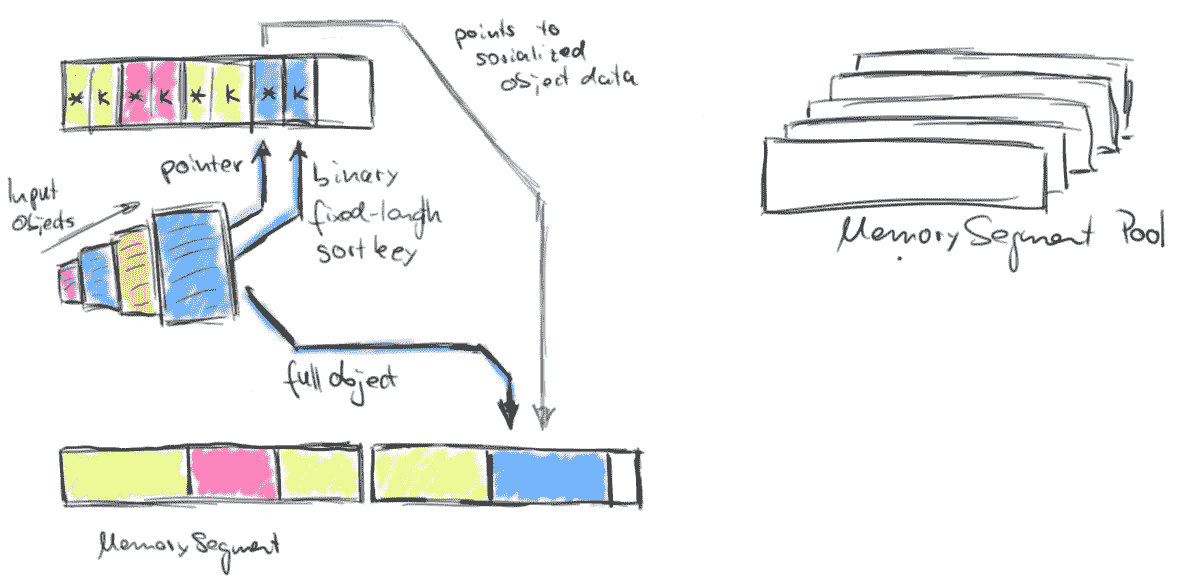 points to
serialized
object data
* K * K * K * K
pointer
binary
fixed-length
sort key
Input
objects
MemorySegment Pool
full object
MemorySegment